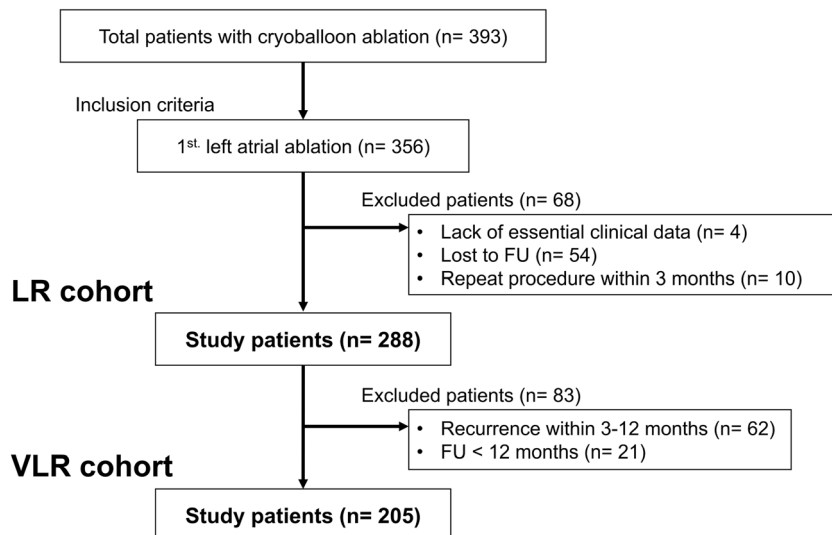 Total patients with cryoballoon ablation (n= 393)
Inclusion criteria
1st. left atrial ablation (n= 356)
Excluded patients (n= 68)
• Lack of essential clinical data (n= 4)
• Lost to FU (n= 54)
• Repeat procedure within 3 months (n= 10)
LR cohort
Study patients (n= 288)
Excluded patients (n= 83)
• Recurrence within 3-12 months (n= 62)
• FU < 12 months (n= 21)
VLR cohort
Study patients (n= 205)